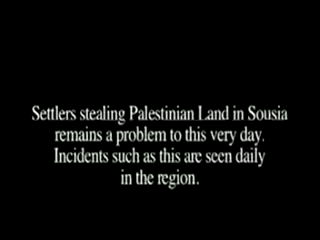 Settlers stealing Palestinian Land in Sousia
remains a problem to this very day.
Incidents such as this are seen daily
in the region.